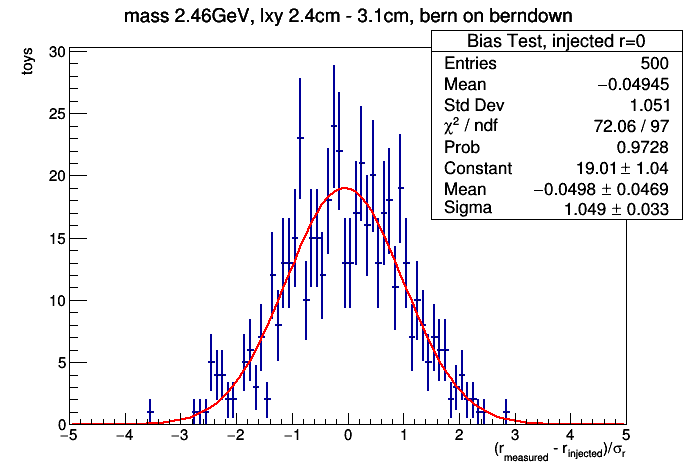 mass 2.46GeV, lxy 2.4cm - 3.1cm, bern on berndown
Bias Test, injected r=0
Entries 500
Mean −0.04945
Std Dev 1.051
χ² / ndf 72.06 / 97
Prob 0.9728
Constant 19.01 ± 1.04
Mean −0.0498 ± 0.0469
Sigma 1.049 ± 0.033
toys
30
25
20
15
10
5
0
−5 −4 −3 −2 −1 0 1 2 3 4 5
(r_measured - r_injected)/σ_r